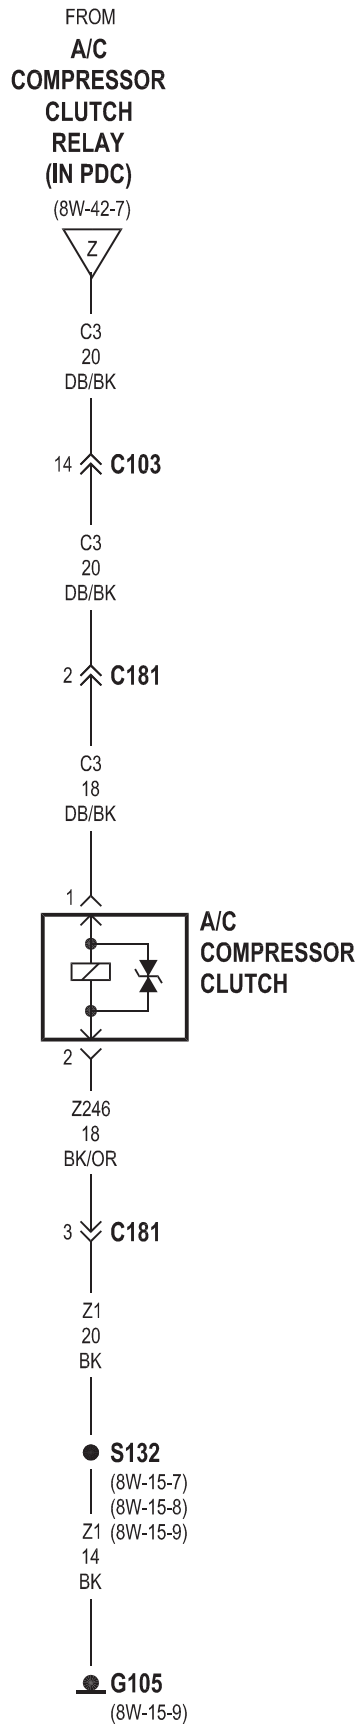 FROM
A/C
COMPRESSOR
CLUTCH
RELAY
(IN PDC)
(8W-42-7)
Z
C3
20
DB/BK
14 C103
C3
20
DB/BK
2 C181
C3
18
DB/BK
1
A/C
COMPRESSOR
CLUTCH
2
Z246
18
BK/OR
3 C181
Z1
20
BK
S132
(8W-15-7)
(8W-15-8)
Z1 (8W-15-9)
14
BK
G105
(8W-15-9)